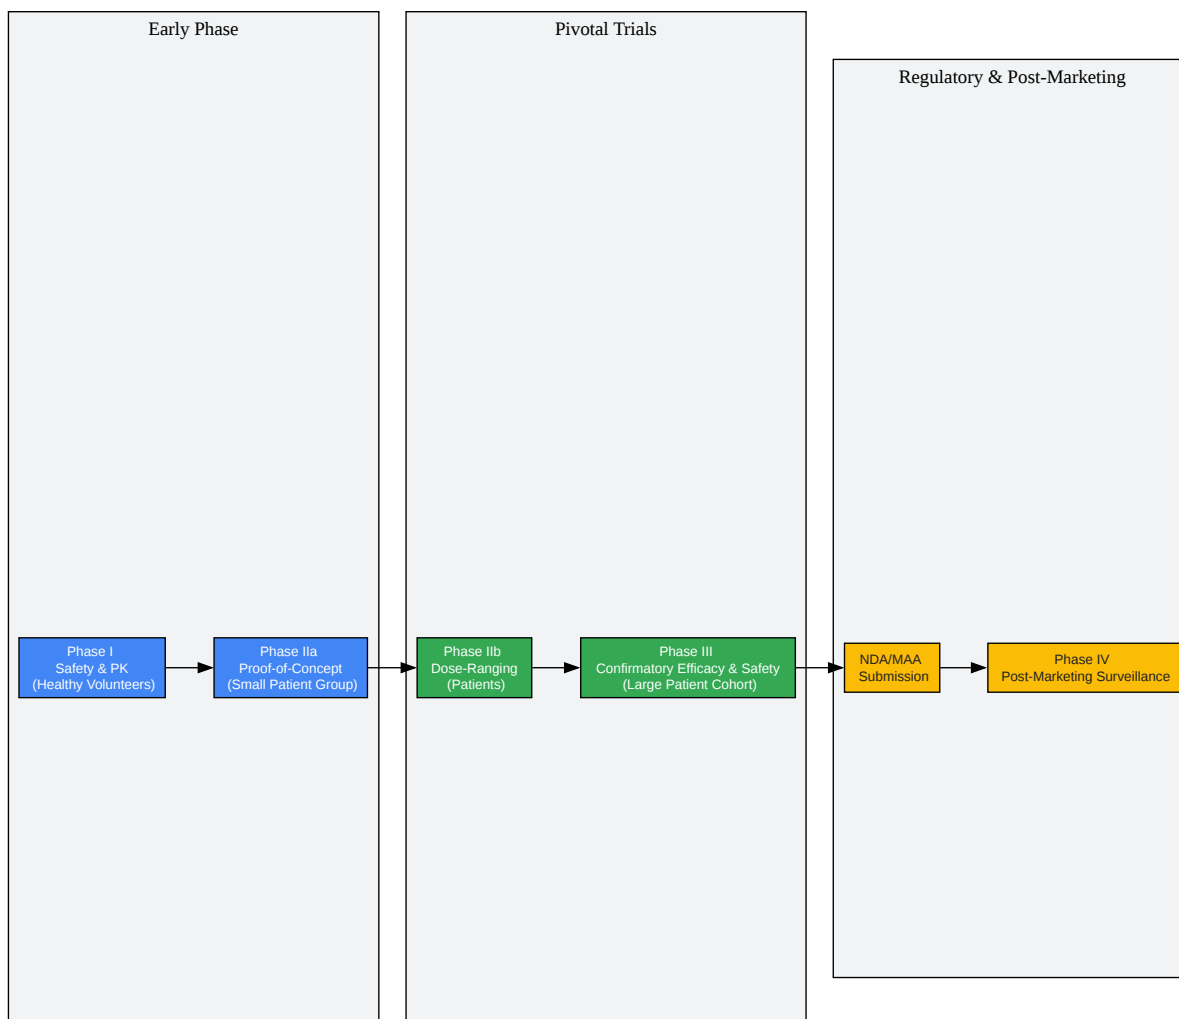 Early Phase
Pivotal Trials
Regulatory & Post-Marketing
Phase I
Safety & PK
(Healthy Volunteers)
Phase IIa
Proof-of-Concept
(Small Patient Group)
Phase IIb
Dose-Ranging
(Patients)
Phase III
Confirmatory Efficacy & Safety
(Large Patient Cohort)
NDA/MAA
Submission
Phase IV
Post-Marketing Surveillance